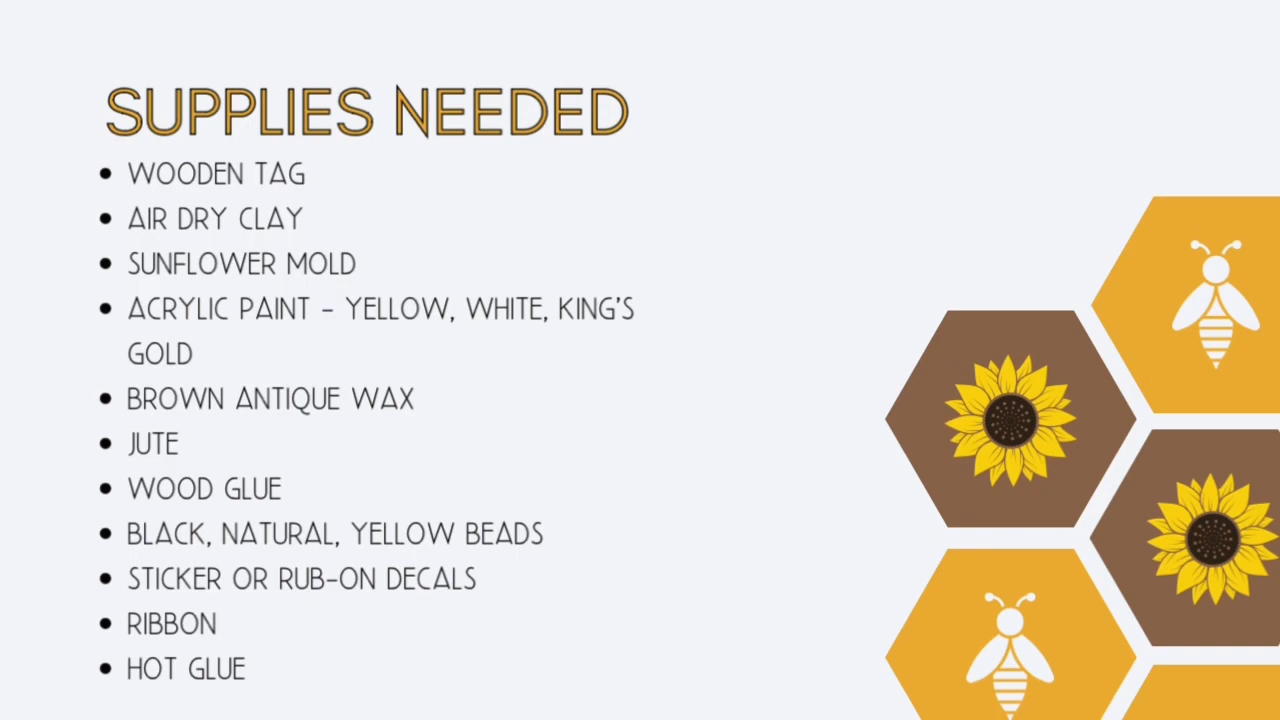 SUPPLIES NEEDED
• WOODEN TAG
• AIR DRY CLAY
• SUNFLOWER MOLD
• ACRYLIC PAINT - YELLOW, WHITE, KING'S
GOLD
• BROWN ANTIQUE WAX
• JUTE
• WOOD GLUE
• BLACK, NATURAL, YELLOW BEADS
• STICKER OR RUB-ON DECALS
• RIBBON
• HOT GLUE